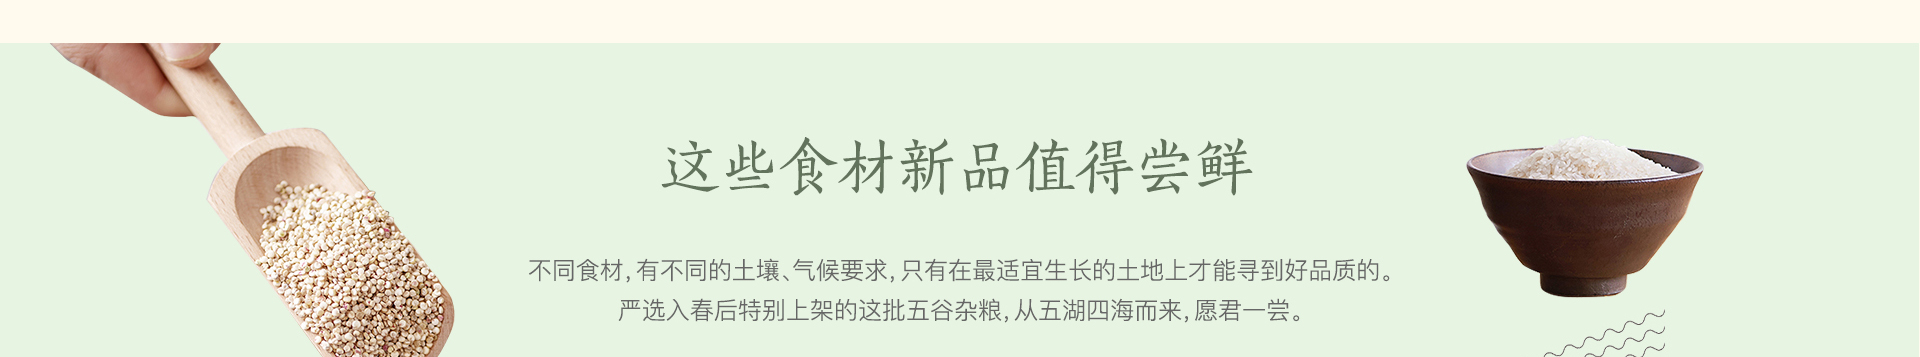 这些食材新品值得尝鲜
不同食材,有不同的土壤、气候要求,只有在最适宜生长的土地上才能寻到好品质的。
严选入春后特别上架的这批五谷杂粮,从五湖四海而来,愿君一尝。